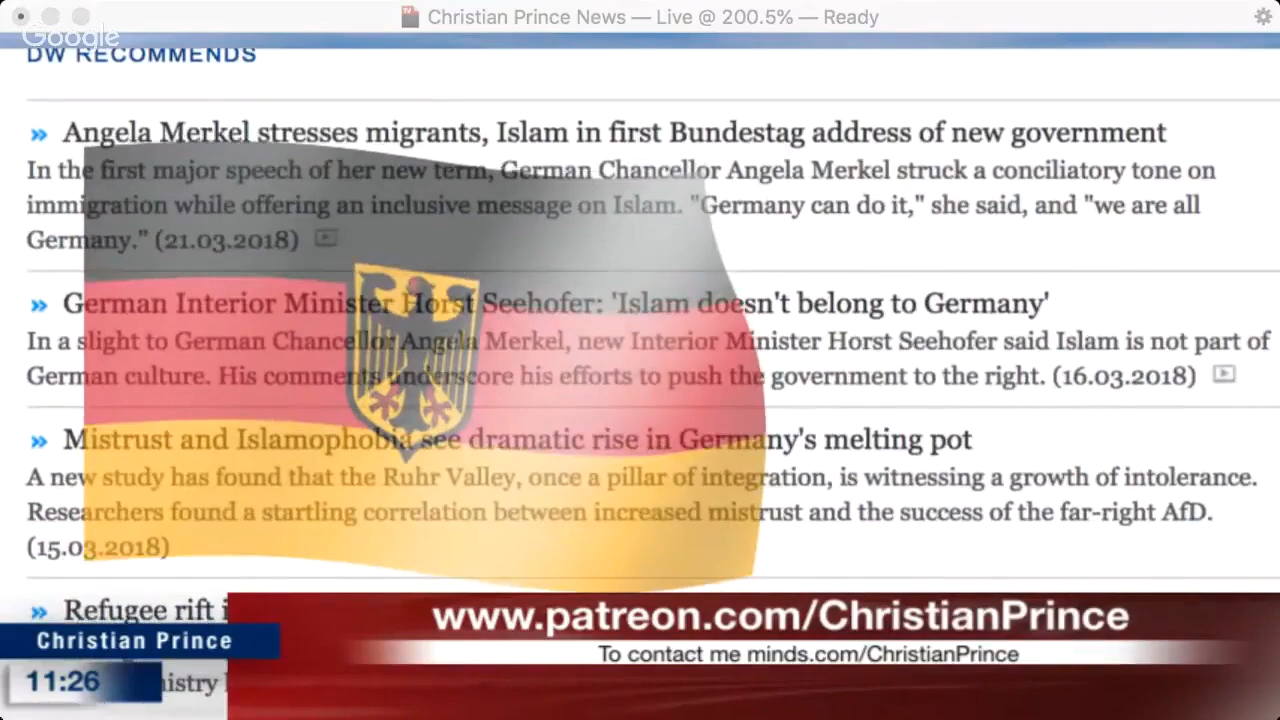 Christian Prince News — Live @ 200.5% — Ready
Google
DW RECOMMENDS
» Angela Merkel stresses migrants, Islam in first Bundestag address of new government
In the first major speech of her new term, German Chancellor Angela Merkel struck a conciliatory tone on
immigration while offering an inclusive message on Islam. "Germany can do it," she said, and "we are all
Germany." (21.03.2018)
» German Interior Minister Horst Seehofer: 'Islam doesn't belong to Germany'
In a slight to German Chancellor Angela Merkel, new Interior Minister Horst Seehofer said Islam is not part of
German culture. His comments underscore his efforts to push the government to the right. (16.03.2018)
» Mistrust and Islamophobia see dramatic rise in Germany's melting pot
A new study has found that the Ruhr Valley, once a pillar of integration, is witnessing a growth of intolerance.
Researchers found a startling correlation between increased mistrust and the success of the far-right AfD.
(15.03.2018)
» Refugee rift
www.patreon.com/ChristianPrince
Christian Prince
To contact me minds.com/ChristianPrince
11:26